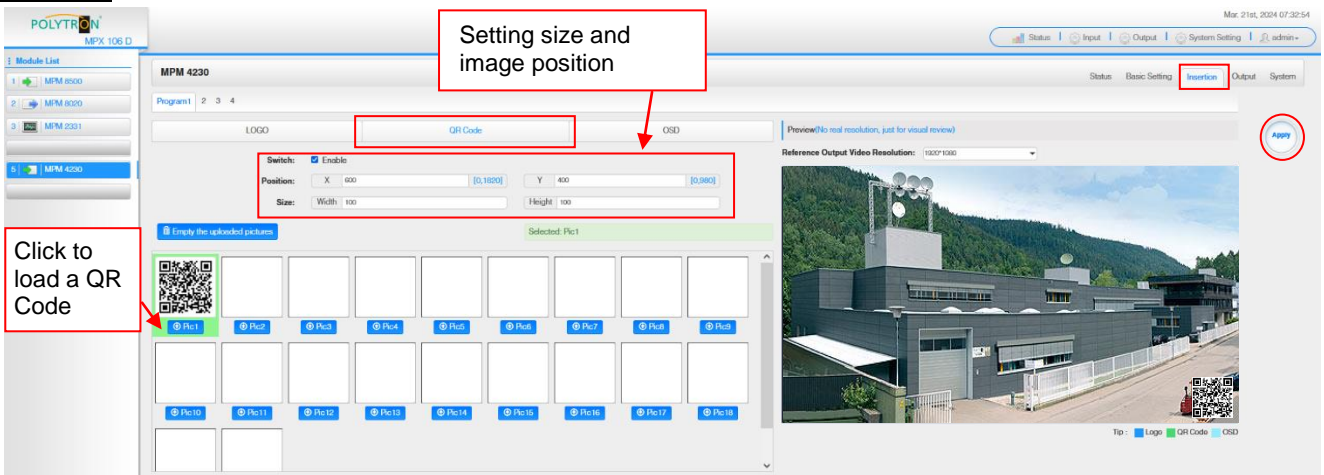 Mar. 21st, 2024 07:32:54
POLYTRON
MPX 106 D
Status Input Output System Setting admin
Module List
1 MPM 8500
2 MPM 8020
3 MPM 2331
5 MPM 4230
MPM 4230
Status Basic Setting Insertion Output System
Program1 2 3 4
Setting size and
image position
LOGO QR Code OSD
Switch: Enable
Position: X 600 [0,1820] Y 400 [0,980]
Size: Width 100 Height 100
Empty the uploaded pictures
Selected: Pic1
Click to
load a QR
Code
Pic1 Pic2 Pic3 Pic4 Pic5 Pic6 Pic7 Pic8 Pic9
Pic10 Pic11 Pic12 Pic13 Pic14 Pic15 Pic16 Pic17 Pic18
Preview(No real resolution, just for visual review)
Reference Output Video Resolution: 1920*1080
Apply
Tip : Logo QR Code OSD